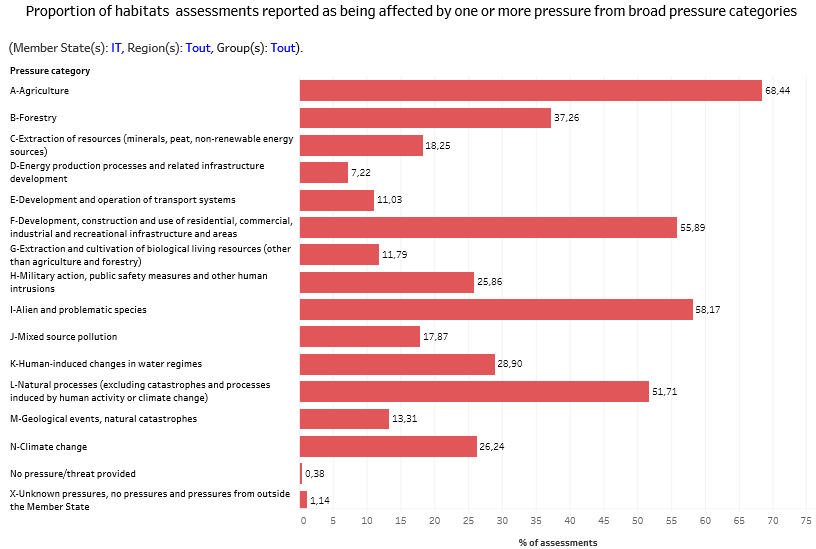 Proportion of habitats  assessments reported as being affected by one or more pressure from broad pressure categories
(Member State(s): IT, Region(s): Tout, Group(s): Tout).
Pressure category
A-Agriculture 68,44
B-Forestry 37,26
C-Extraction of resources (minerals, peat, non-renewable energy
sources) 18,25
D-Energy production processes and related infrastructure
development 7,22
E-Development and operation of transport systems 11,03
F-Development, construction and use of residential, commercial,
industrial and recreational infrastructure and areas 55,89
G-Extraction and cultivation of biological living resources (other
than agriculture and forestry) 11,79
H-Military action, public safety measures and other human
intrusions 25,86
I-Alien and problematic species 58,17
J-Mixed source pollution 17,87
K-Human-induced changes in water regimes 28,90
L-Natural processes (excluding catastrophes and processes
induced by human activity or climate change) 51,71
M-Geological events, natural catastrophes 13,31
N-Climate change 26,24
No pressure/threat provided 0,38
X-Unknown pressures, no pressures and pressures from outside
the Member State 1,14
0 5 10 15 20 25 30 35 40 45 50 55 60 65 70 75
% of assessments